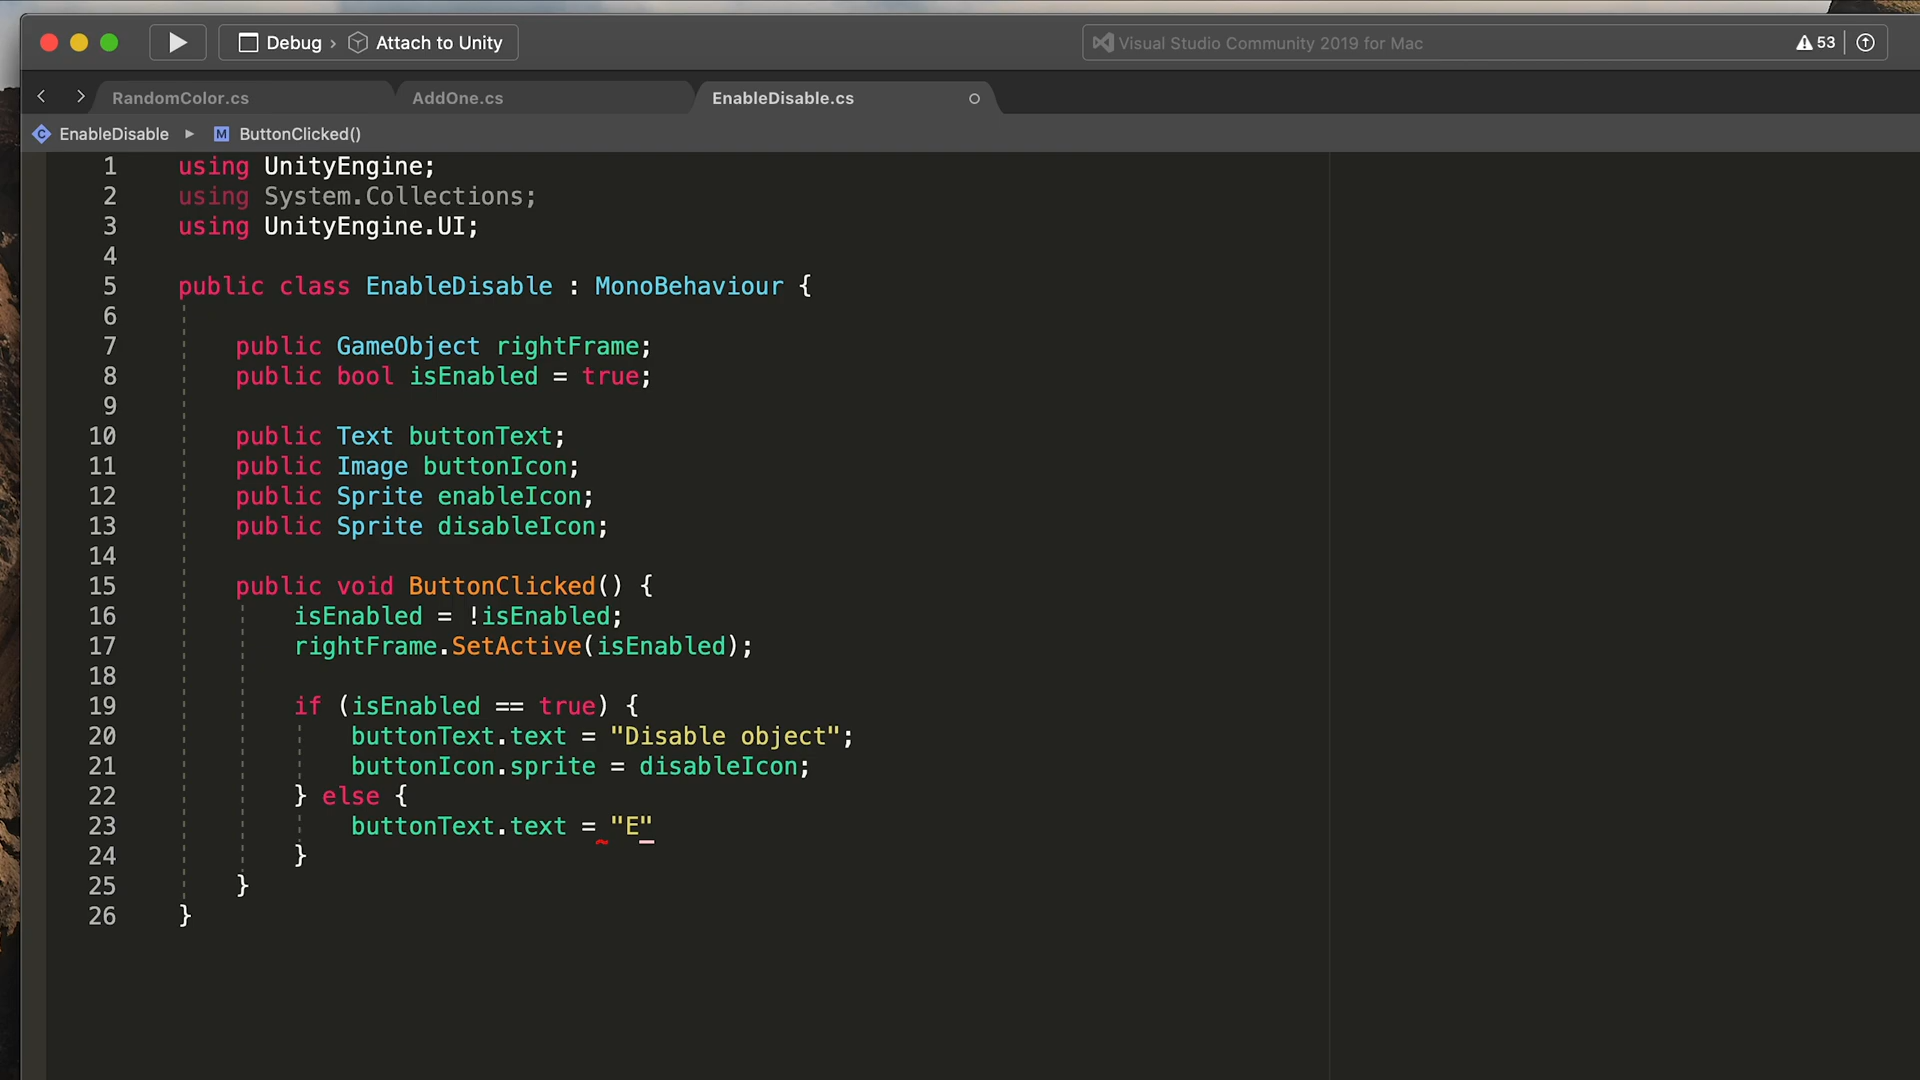 Debug › Attach to Unity
Visual Studio Community 2019 for Mac
53
RandomColor.cs
AddOne.cs
EnableDisable.cs
EnableDisable
M ButtonClicked()
1 using UnityEngine;
2 using System.Collections;
3 using UnityEngine.UI;
4
5 public class EnableDisable : MonoBehaviour {
6
7 public GameObject rightFrame;
8 public bool isEnabled = true;
9
10 public Text buttonText;
11 public Image buttonIcon;
12 public Sprite enableIcon;
13 public Sprite disableIcon;
14
15 public void ButtonClicked() {
16 isEnabled = !isEnabled;
17 rightFrame.SetActive(isEnabled);
18
19 if (isEnabled == true) {
20 buttonText.text = "Disable object";
21 buttonIcon.sprite = disableIcon;
22 } else {
23 buttonText.text = "E"
24 }
25 }
26 }